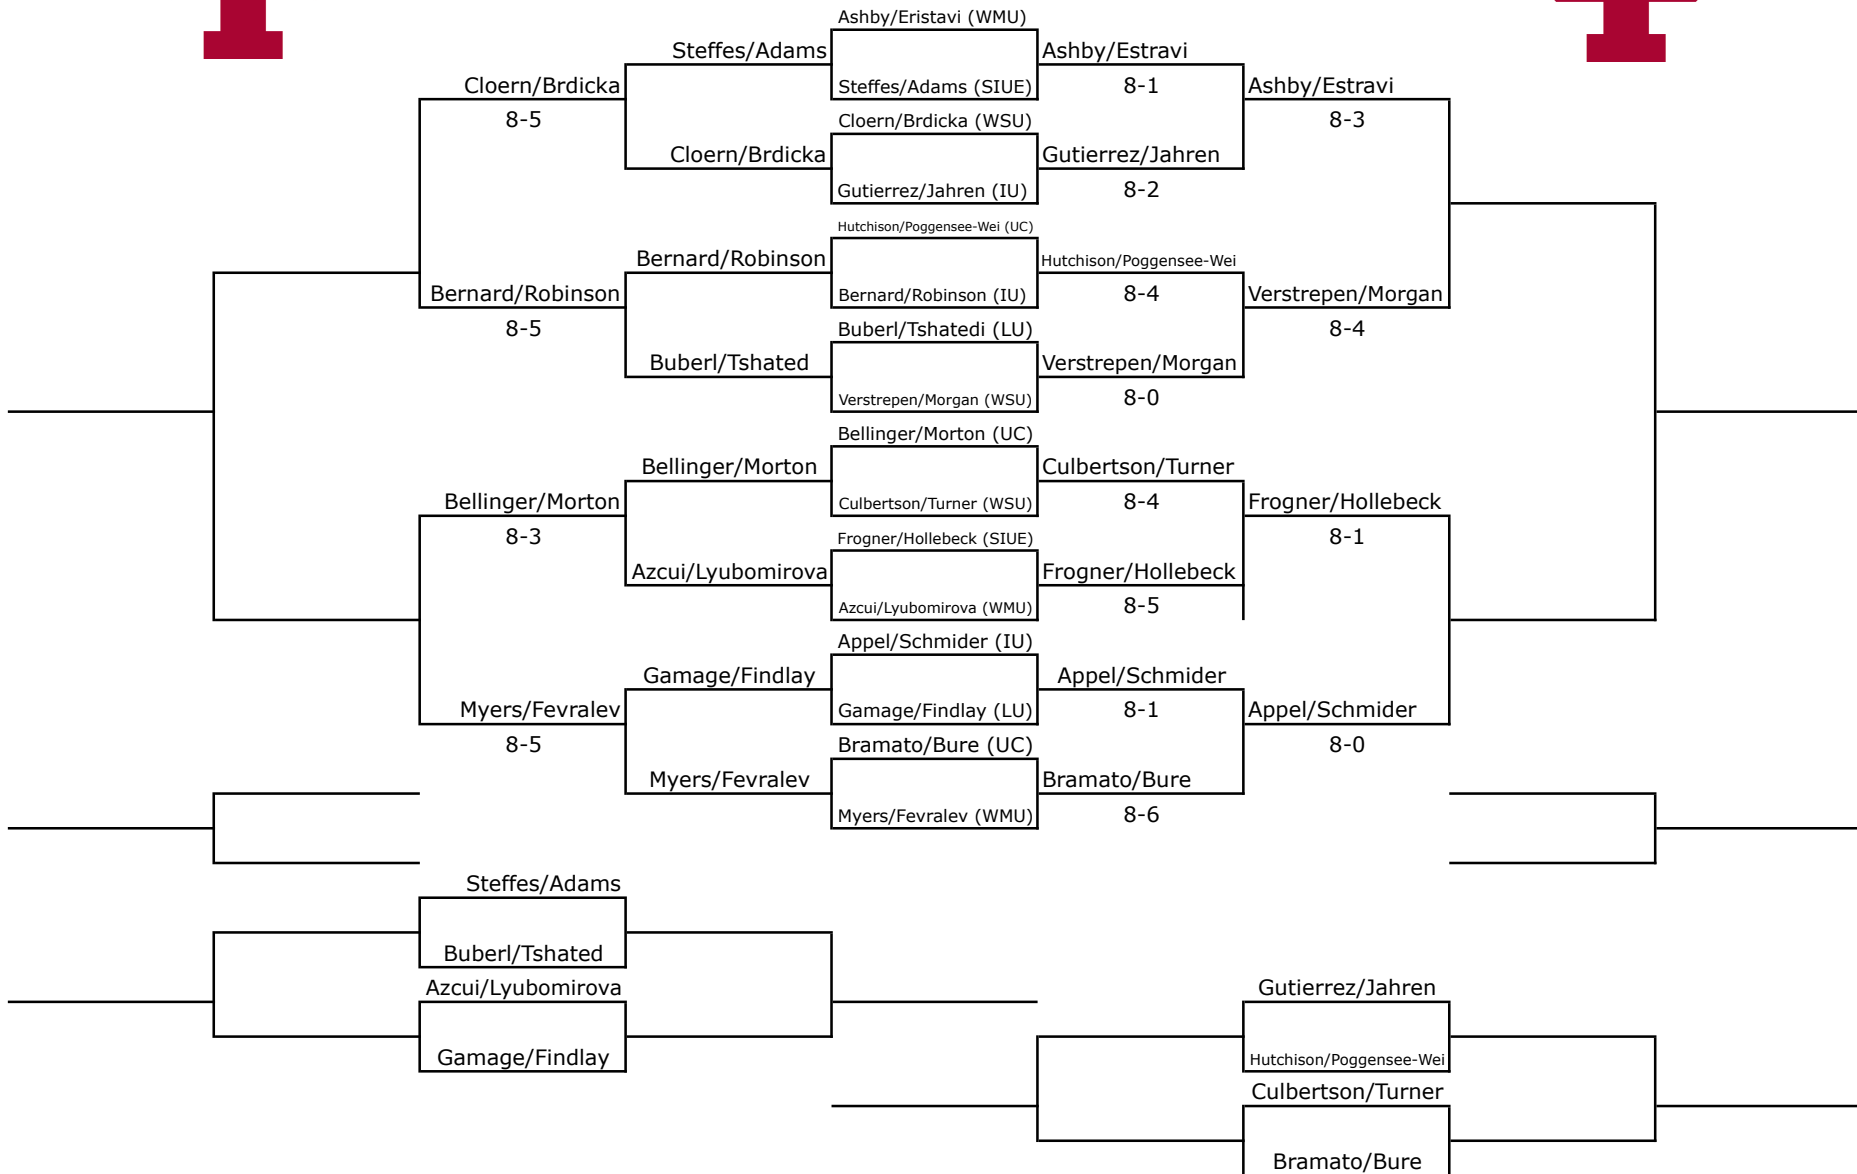 Ashby/Eristavi (WMU)
Steffes/Adams
Ashby/Estravi
Cloern/Brdicka
Steffes/Adams (SIUE)
8-1
Ashby/Estravi
8-5
Cloern/Brdicka (WSU)
8-3
Cloern/Brdicka
Gutierrez/Jahren
Gutierrez/Jahren (IU)
8-2
Hutchison/Poggensee-Wei (UC)
Bernard/Robinson
Hutchison/Poggensee-Wei
Bernard/Robinson
Bernard/Robinson (IU)
8-4
Verstrepen/Morgan
8-5
Buberl/Tshatedi (LU)
8-4
Buberl/Tshated
Verstrepen/Morgan
Verstrepen/Morgan (WSU)
8-0
Bellinger/Morton (UC)
Bellinger/Morton
Culbertson/Turner
Bellinger/Morton
Culbertson/Turner (WSU)
8-4
Frogner/Hollebeck
8-3
Frogner/Hollebeck (SIUE)
8-1
Azcui/Lyubomirova
Frogner/Hollebeck
Azcui/Lyubomirova (WMU)
8-5
Appel/Schmider (IU)
Gamage/Findlay
Appel/Schmider
Myers/Fevralev
Gamage/Findlay (LU)
8-1
Appel/Schmider
8-5
Bramato/Bure (UC)
8-0
Myers/Fevralev
Bramato/Bure
Myers/Fevralev (WMU)
8-6
Steffes/Adams
Buberl/Tshated
Azcui/Lyubomirova
Gutierrez/Jahren
Gamage/Findlay
Hutchison/Poggensee-Wei
Culbertson/Turner
Bramato/Bure